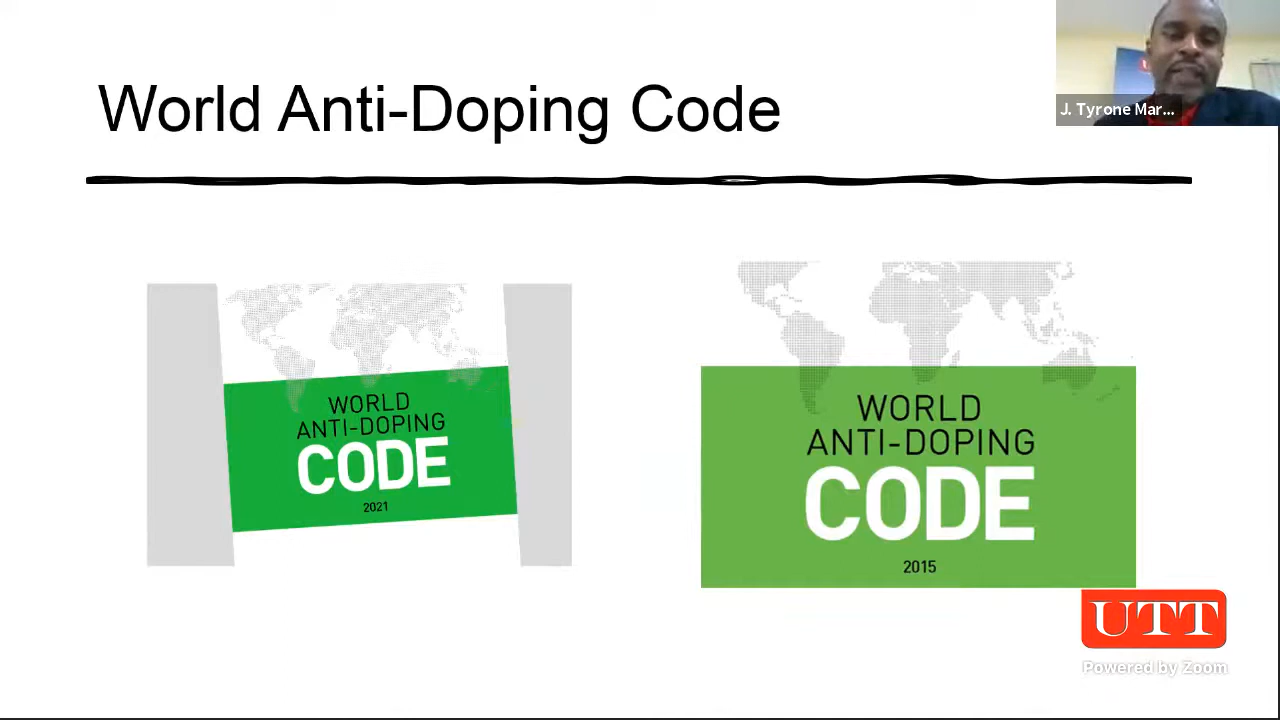 World Anti-Doping Code
J. Tyrone Mar...
WORLD
ANTI-DOPING
CODE
2021
WORLD
ANTI-DOPING
CODE
2015
UTT
Powered by Zoom